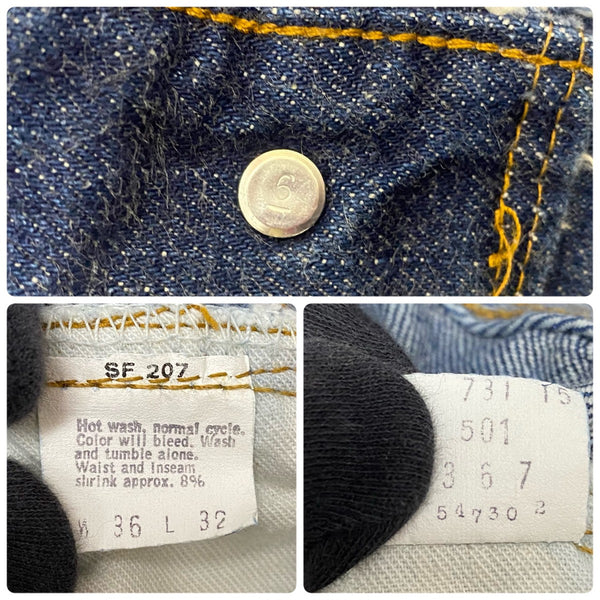 6
SF 207
Hot wash, normal cycle.
Color will bleed. Wash
and tumble alone.
Waist and Inseam
shrink approx. 8%
W 36 L 32
731 15
501
3 6 7
54730 2